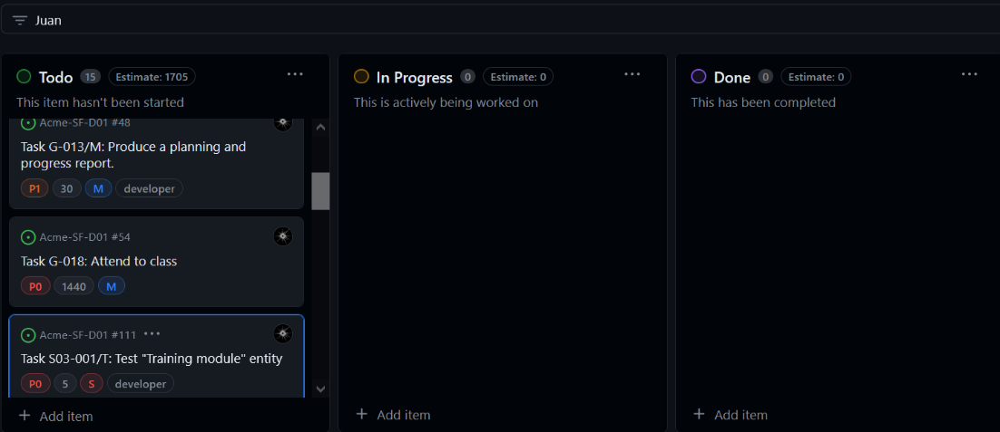 Juan
Todo 15 Estimate: 1705
This item hasn't been started
Acme-SF-D01 #48
Task G-013/M: Produce a planning and
progress report.
P1 30 M developer
Acme-SF-D01 #54
Task G-018: Attend to class
P0 1440 M
Acme-SF-D01 #111
Task S03-001/T: Test "Training module" entity
P0 5 S developer
Add item
In Progress 0 Estimate: 0
This is actively being worked on
Add item
Done 0 Estimate: 0
This has been completed
Add item